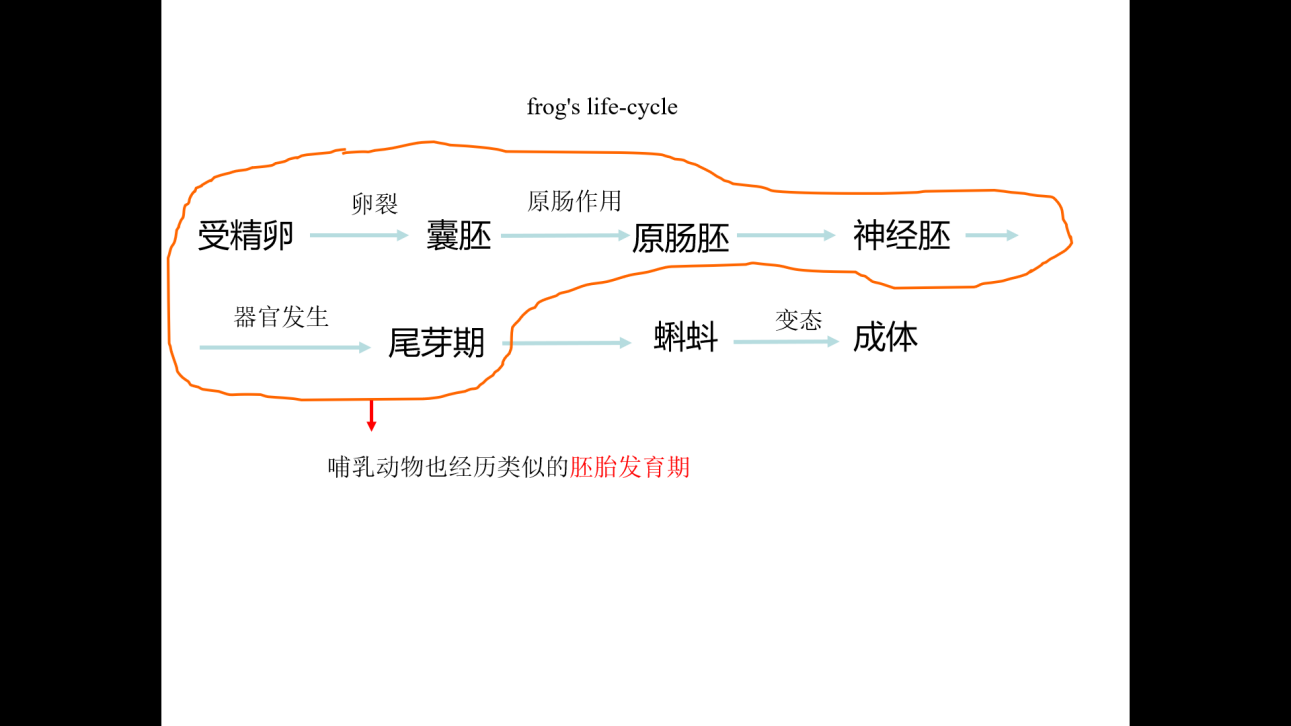 frog's life-cycle
卵裂 原肠作用
受精卵 囊胚 原肠胚 神经胚
器官发生 变态
尾芽期 蝌蚪 成体
哺乳动物也经历类似的胚胎发育期